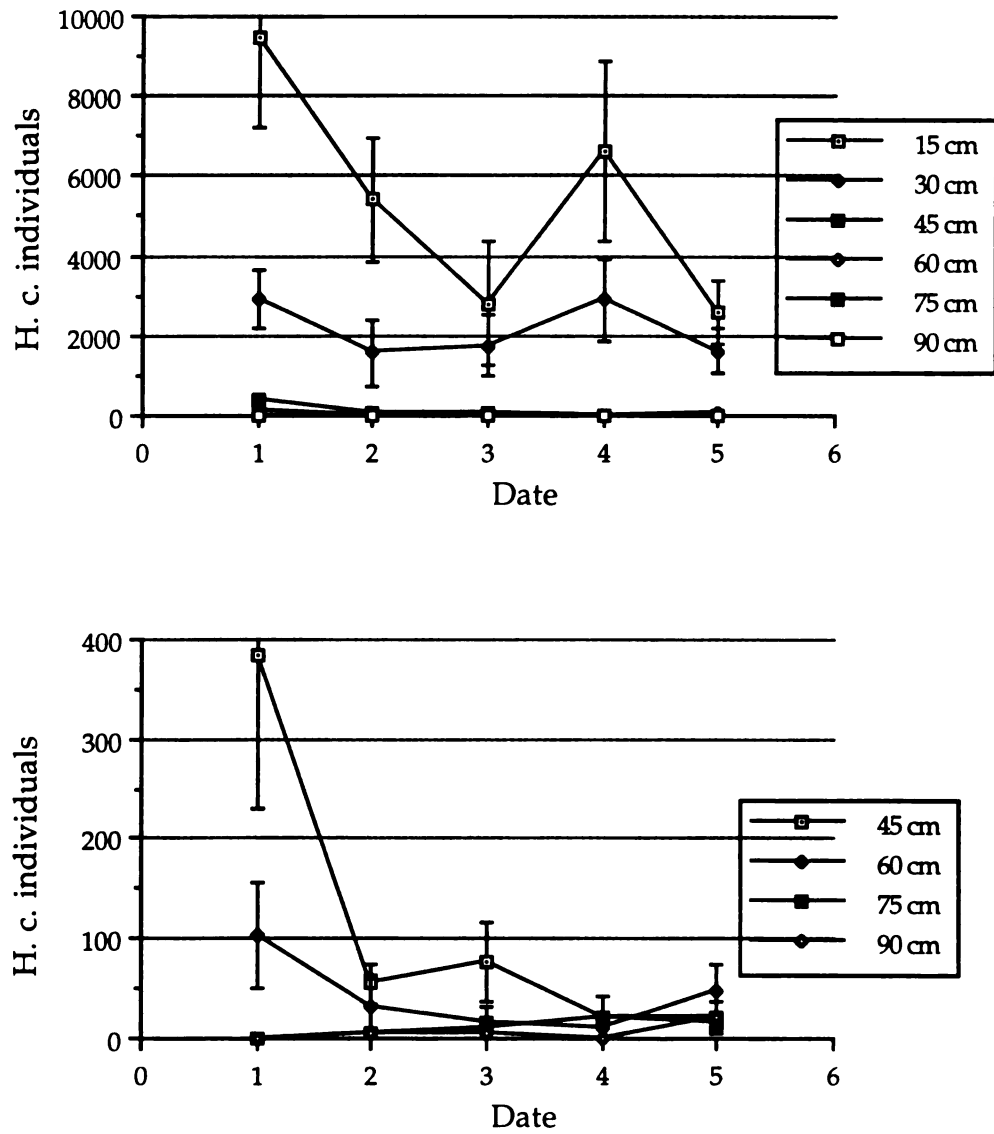 10000
8000
6000
4000
2000
0
H. c. individuals
0 1 2 3 4 5 6
Date
15 cm
30 cm
45 cm
60 cm
75 cm
90 cm
400
300
200
100
0
H. c. individuals
0 1 2 3 4 5 6
Date
45 cm
60 cm
75 cm
90 cm